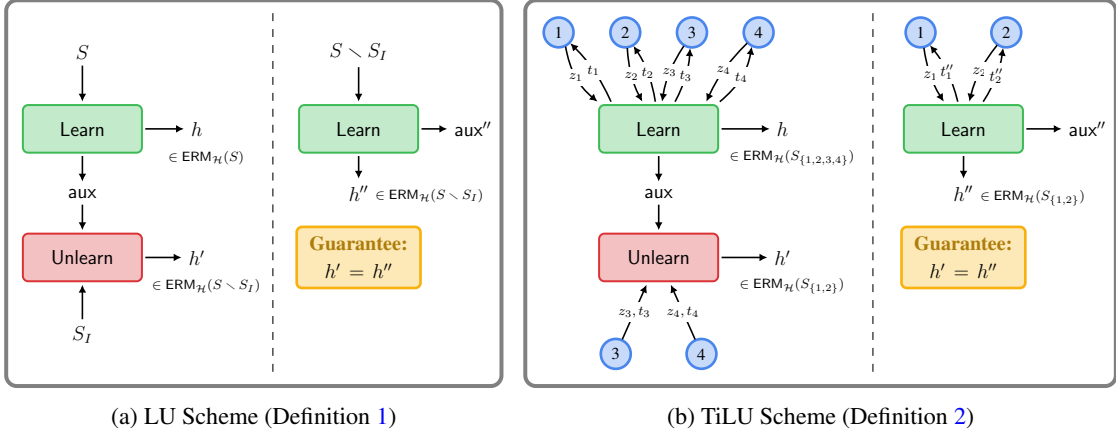 S
Learn
h
∈ ERM_ℋ(S)
aux
Unlearn
h′
∈ ERM_ℋ(S ∖ S_I)
S_I
S ∖ S_I
Learn
aux″
h″ ∈ ERM_ℋ(S ∖ S_I)
Guarantee:
h′ = h″
(a) LU Scheme (Definition 1)
1 2 3 4
z₁ t₁ z₂ t₂ z₃ t₃ z₄ t₄
Learn
h
∈ ERM_ℋ(S_{1,2,3,4})
aux
Unlearn
h′
∈ ERM_ℋ(S_{1,2})
z₃, t₃ z₄, t₄
3 4
1 2
z₁ t₁″ z₂ t₂″
Learn
aux″
h″ ∈ ERM_ℋ(S_{1,2})
Guarantee:
h′ = h″
(b) TiLU Scheme (Definition 2)